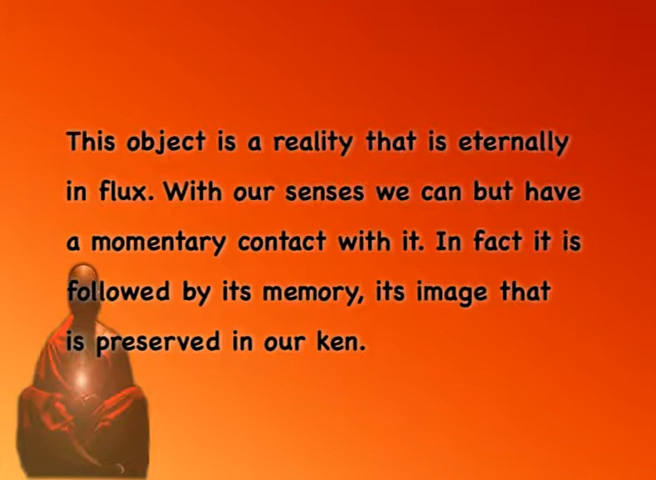 This object is a reality that is eternally
in flux. With our senses we can but have
a momentary contact with it. In fact it is
followed by its memory, its image that
is preserved in our ken.